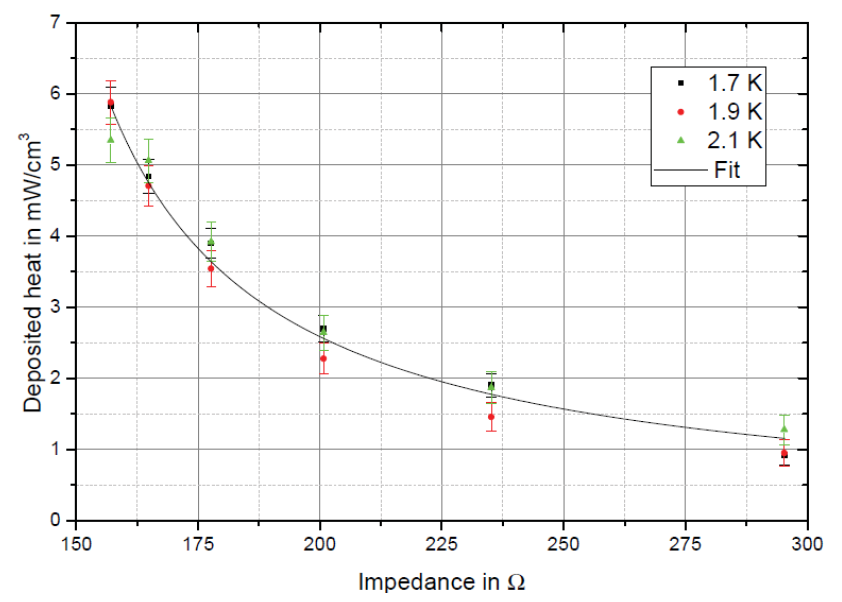 7
6
5
4
3
2
1
0
Deposited heat in mW/cm³
1.7 K
1.9 K
2.1 K
Fit
150 175 200 225 250 275 300
Impedance in Ω